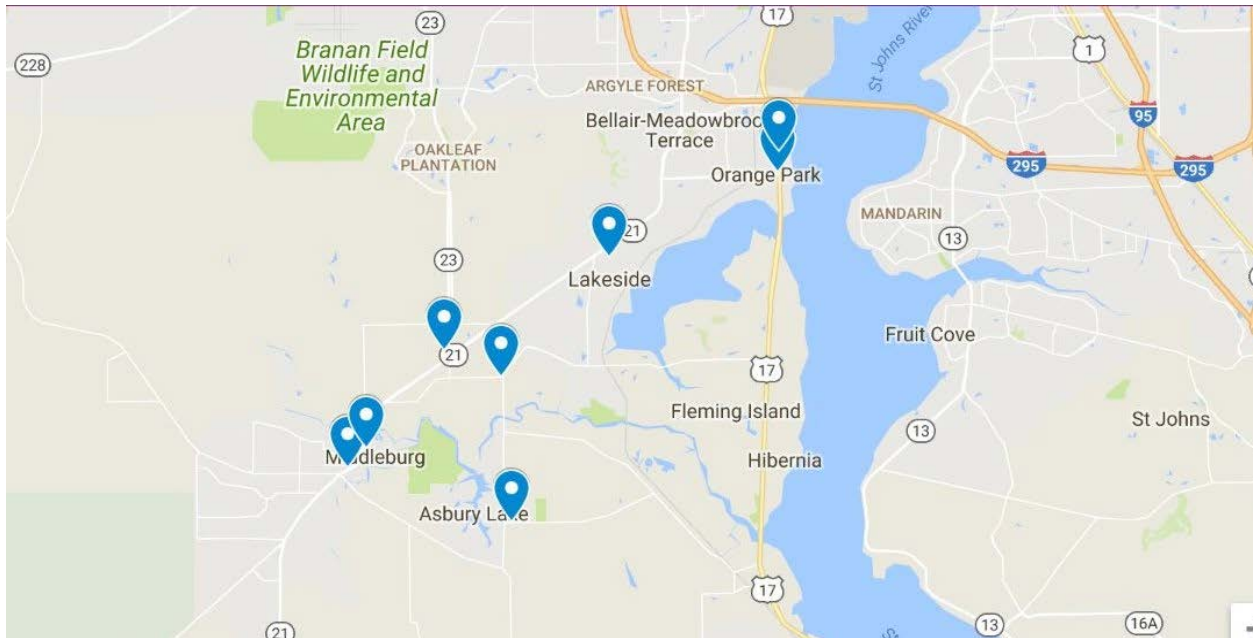 23
17
228
Branan Field
Wildlife and
Environmental
Area
St Johns River
1
ARGYLE FOREST
Bellair-Meadowbroo
Terrace
95
OAKLEAF
PLANTATION
Orange Park
295
295
MANDARIN
21
13
23
Lakeside
Fruit Cove
21
17
Fleming Island
St Johns
13
Middleburg
Hibernia
Asbury Lake
17
21
13
16A